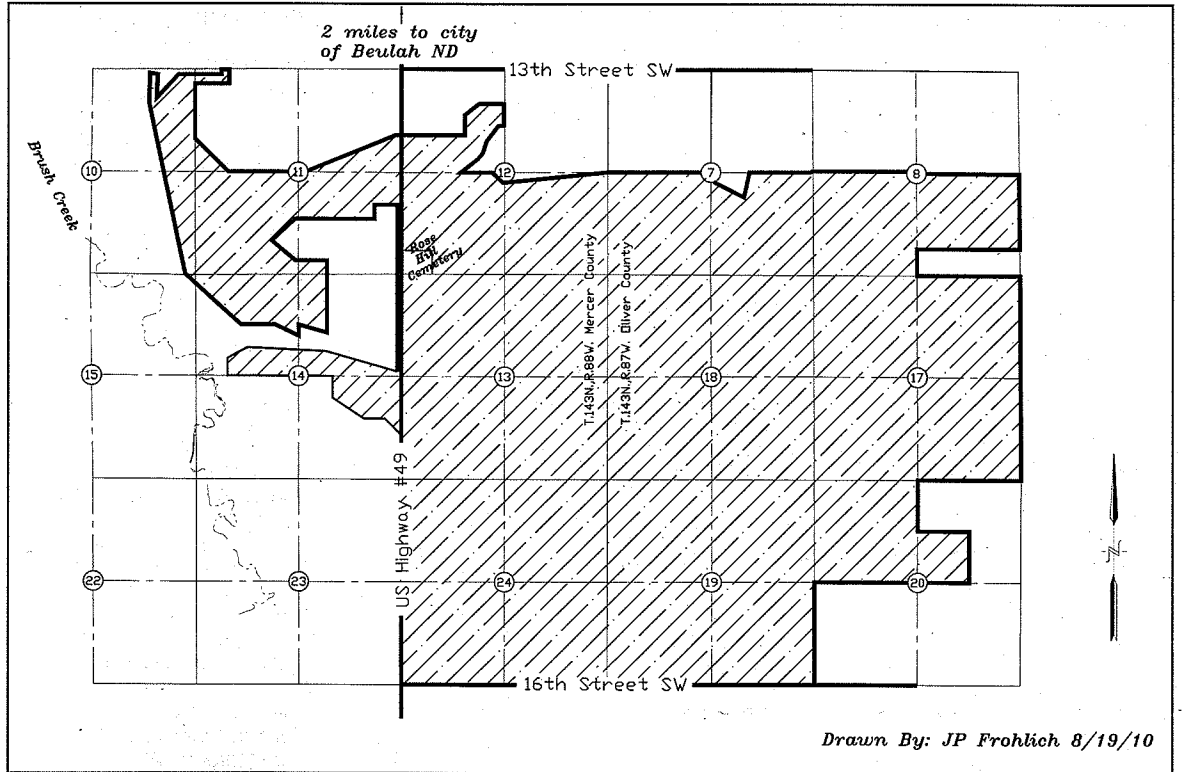 2 miles to city
of Beulah ND
13th Street SW
Brush Creek
10
11
12
7
8
Rose
Hill
Cemetery
T.143N.,R.88W. Mercer County
T.143N.,R.87W. Oliver County
15
14
13
18
17
US Highway #49
N
22
23
24
19
20
16th Street SW
Drawn By: JP Frohlich 8/19/10